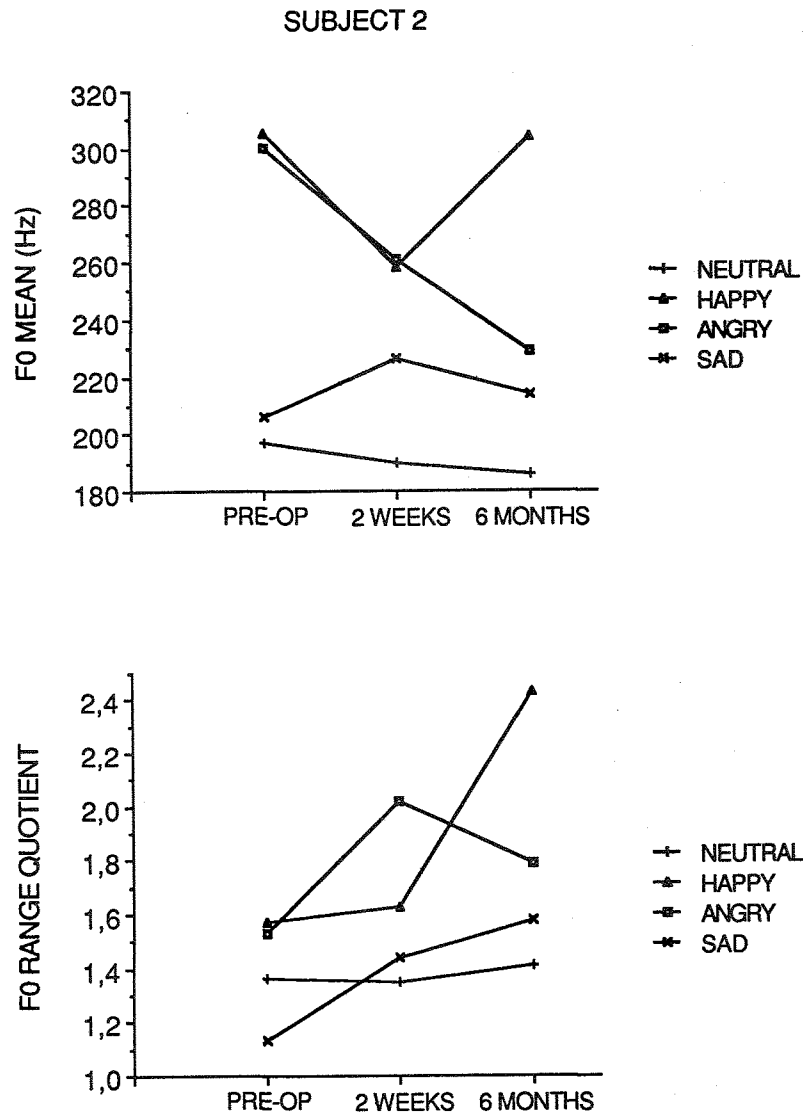 SUBJECT 2
320
300
280
260
240
220
200
180
F0 MEAN (Hz)
PRE-OP 2 WEEKS 6 MONTHS
NEUTRAL
HAPPY
ANGRY
SAD
2,4
2,2
2,0
1,8
1,6
1,4
1,2
1,0
F0 RANGE QUOTIENT
PRE-OP 2 WEEKS 6 MONTHS
NEUTRAL
HAPPY
ANGRY
SAD